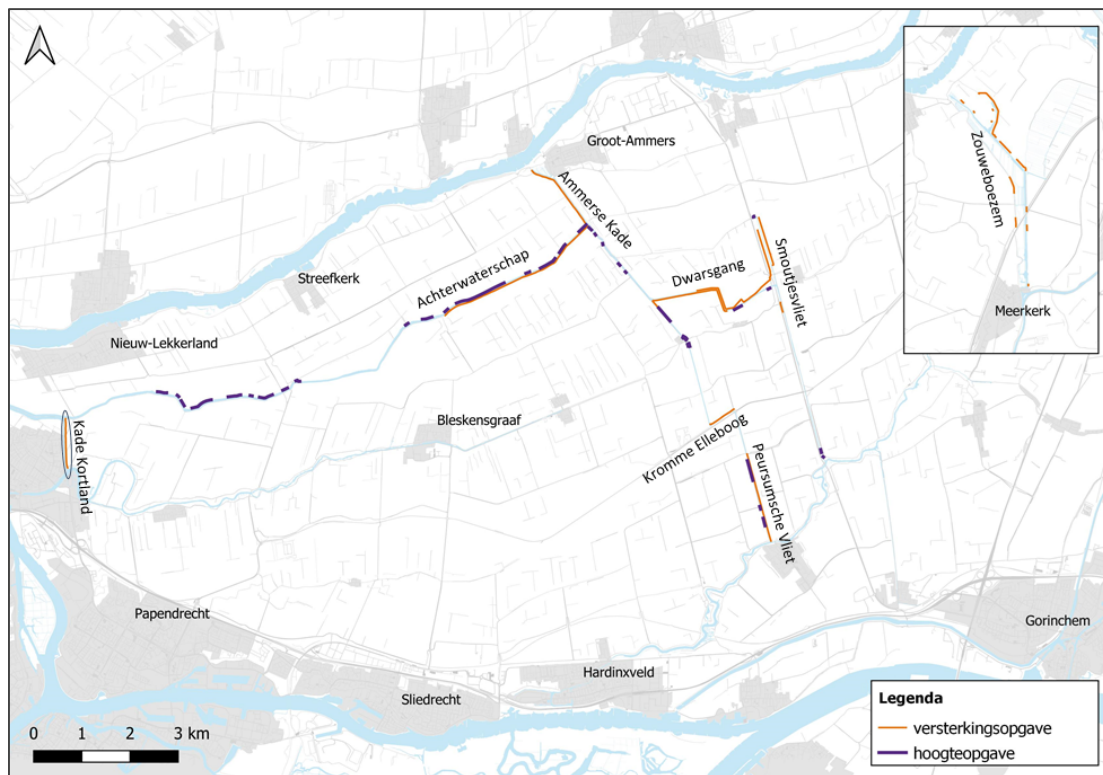 Groot-Ammers
Ammerse Kade
Zouweboezem
Streefkerk
Achterwaterschap
Dwarsgang
Smoutjesvliet
Meerkerk
Nieuw-Lekkerland
Kade Kortland
Bleskensgraaf
Kromme Elleboog
Peursumsche Vliet
Papendrecht
Gorinchem
Hardinxveld
Sliedrecht
Legenda
versterkingsopgave
hoogteopgave
0 1 2 3 km